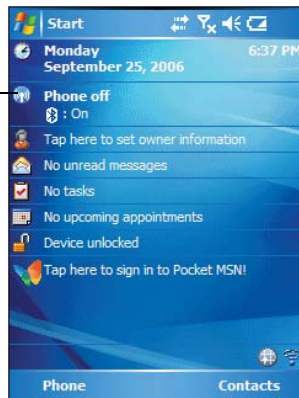 Start
Monday 6:37 PM
September 25, 2006
Phone off
: On
Tap here to set owner information
No unread messages
No tasks
No upcoming appointments
Device unlocked
Tap here to sign in to Pocket MSN!
Phone Contacts